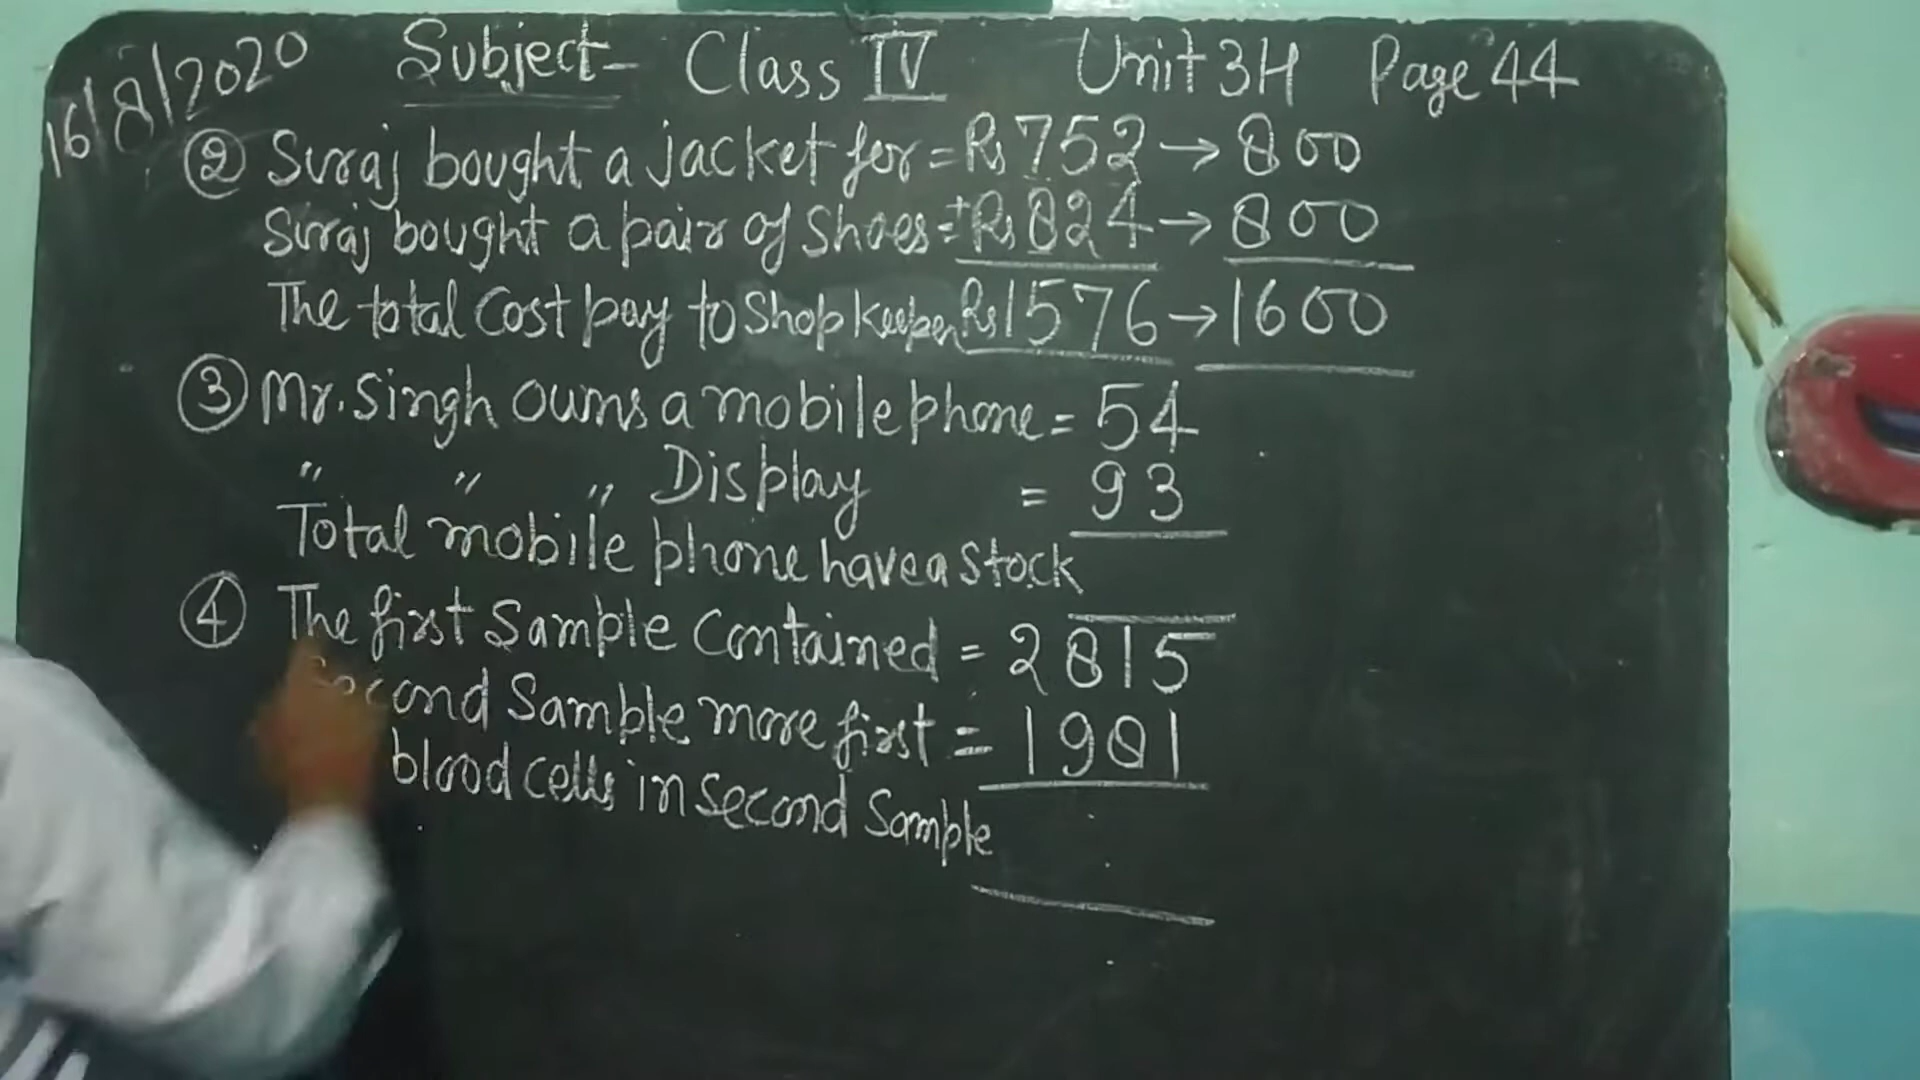 16/8/2020 Subject- Class IV Unit 3H Page 44
② Suraj bought a jacket for = Rs 752 → 800
Suraj bought a pair of shoes = + Rs 824 → 800
The total cost pay to shopkeeper Rs 1576 → 1600
③ Mr. Singh owns a mobile phone = 54
" " " Display = 93
Total mobile phone have a stock
④ The first Sample Contained = 2815
Second Sample more first = 1981
blood cells in second Sample